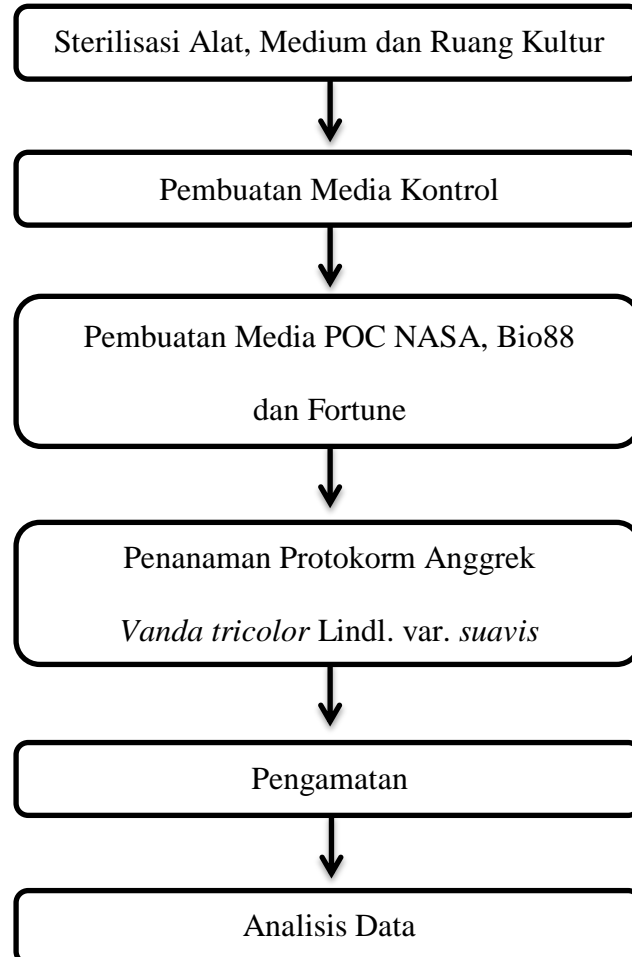 Sterilisasi Alat, Medium dan Ruang Kultur
Pembuatan Media Kontrol
Pembuatan Media POC NASA, Bio88
dan Fortune
Penanaman Protokorm Anggrek
Vanda tricolor Lindl. var. suavis
Pengamatan
Analisis Data